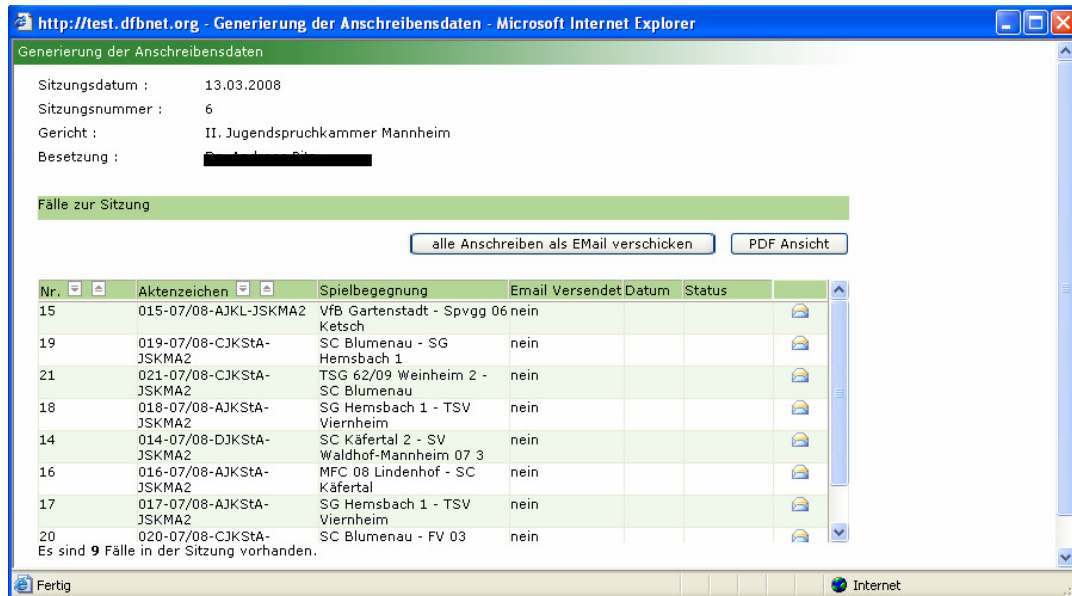 http://test.dfbnet.org - Generierung der Anschreibensdaten - Microsoft Internet Explorer
Generierung der Anschreibensdaten
Sitzungsdatum : 13.03.2008
Sitzungsnummer : 6
Gericht : II. Jugendspruchkammer Mannheim
Besetzung :
Fälle zur Sitzung
alle Anschreiben als EMail verschicken PDF Ansicht
Nr. Aktenzeichen Spielbegegnung Email Versendet Datum Status
15 015-07/08-AJKL-JSKMA2 VfB Gartenstadt - Spvgg 06 nein
Ketsch
19 019-07/08-CJKStA- SC Blumenau - SG nein
JSKMA2 Hemsbach 1
21 021-07/08-CJKStA- TSG 62/09 Weinheim 2 - nein
JSKMA2 SC Blumenau
18 018-07/08-AJKStA- SG Hemsbach 1 - TSV nein
JSKMA2 Viernheim
14 014-07/08-DJKStA- SC Käfertal 2 - SV nein
JSKMA2 Waldhof-Mannheim 07 3
16 016-07/08-AJKStA- MFC 08 Lindenhof - SC nein
JSKMA2 Käfertal
17 017-07/08-AJKStA- SG Hemsbach 1 - TSV nein
JSKMA2 Viernheim
20 020-07/08-CJKStA- SC Blumenau - FV 03 nein
Es sind 9 Fälle in der Sitzung vorhanden.
Fertig Internet